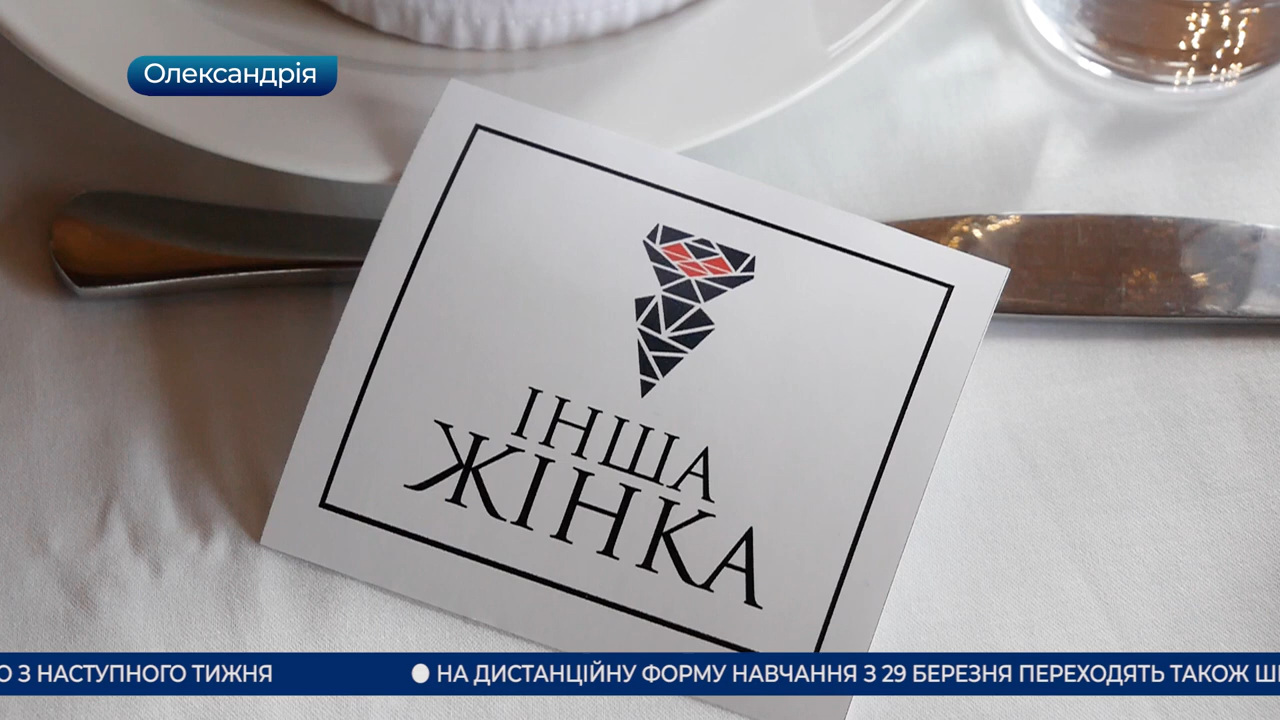 Олександрія
ІНША
ЖІНКА
З НАСТУПНОГО ТИЖНЯ
НА ДИСТАНЦІЙНУ ФОРМУ НАВЧАННЯ З 29 БЕРЕЗНЯ ПЕРЕХОДЯТЬ ТАКОЖ